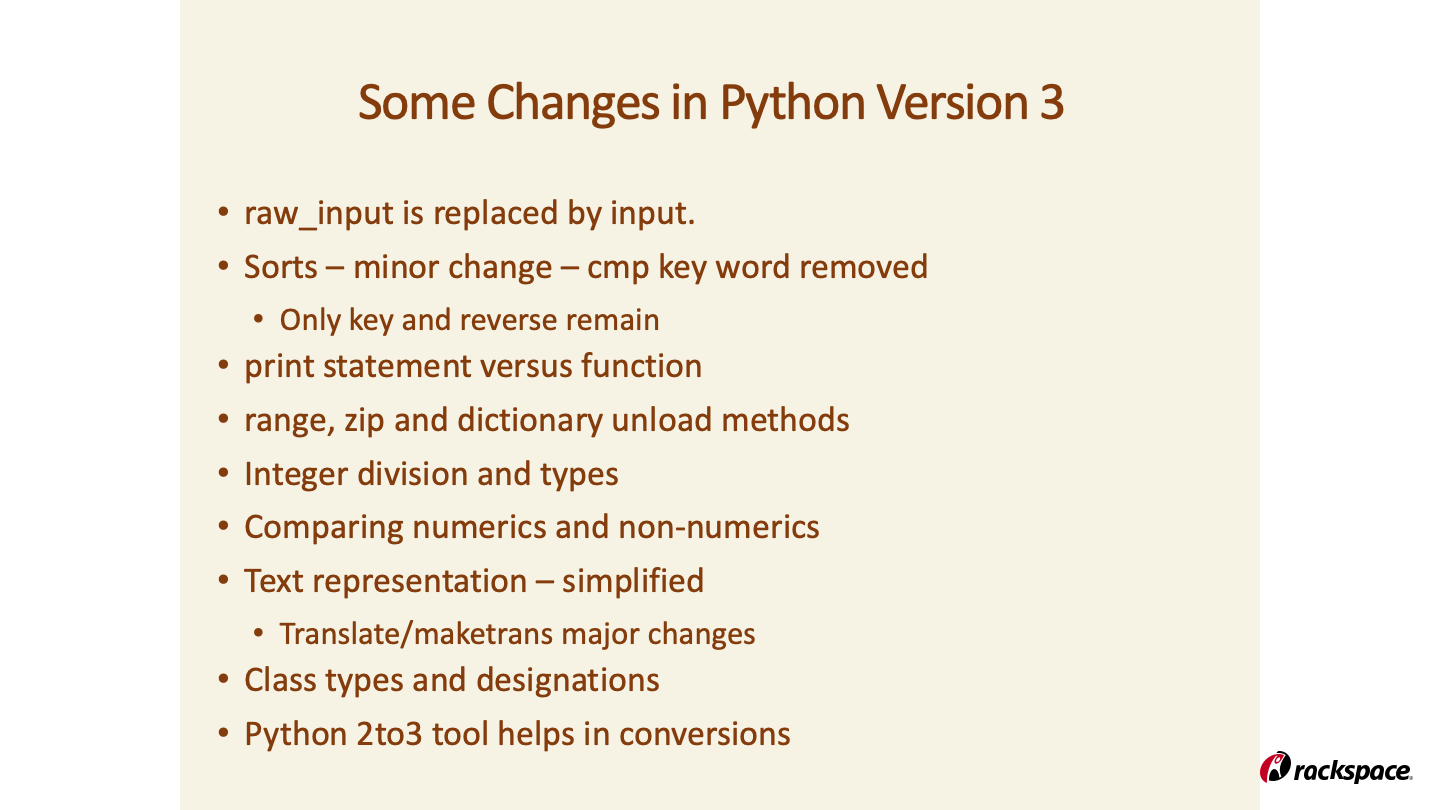 Some Changes in Python Version 3
• raw_input is replaced by input.
• Sorts – minor change – cmp key word removed
• Only key and reverse remain
• print statement versus function
• range, zip and dictionary unload methods
• Integer division and types
• Comparing numerics and non-numerics
• Text representation – simplified
• Translate/maketrans major changes
• Class types and designations
• Python 2to3 tool helps in conversions
rackspace